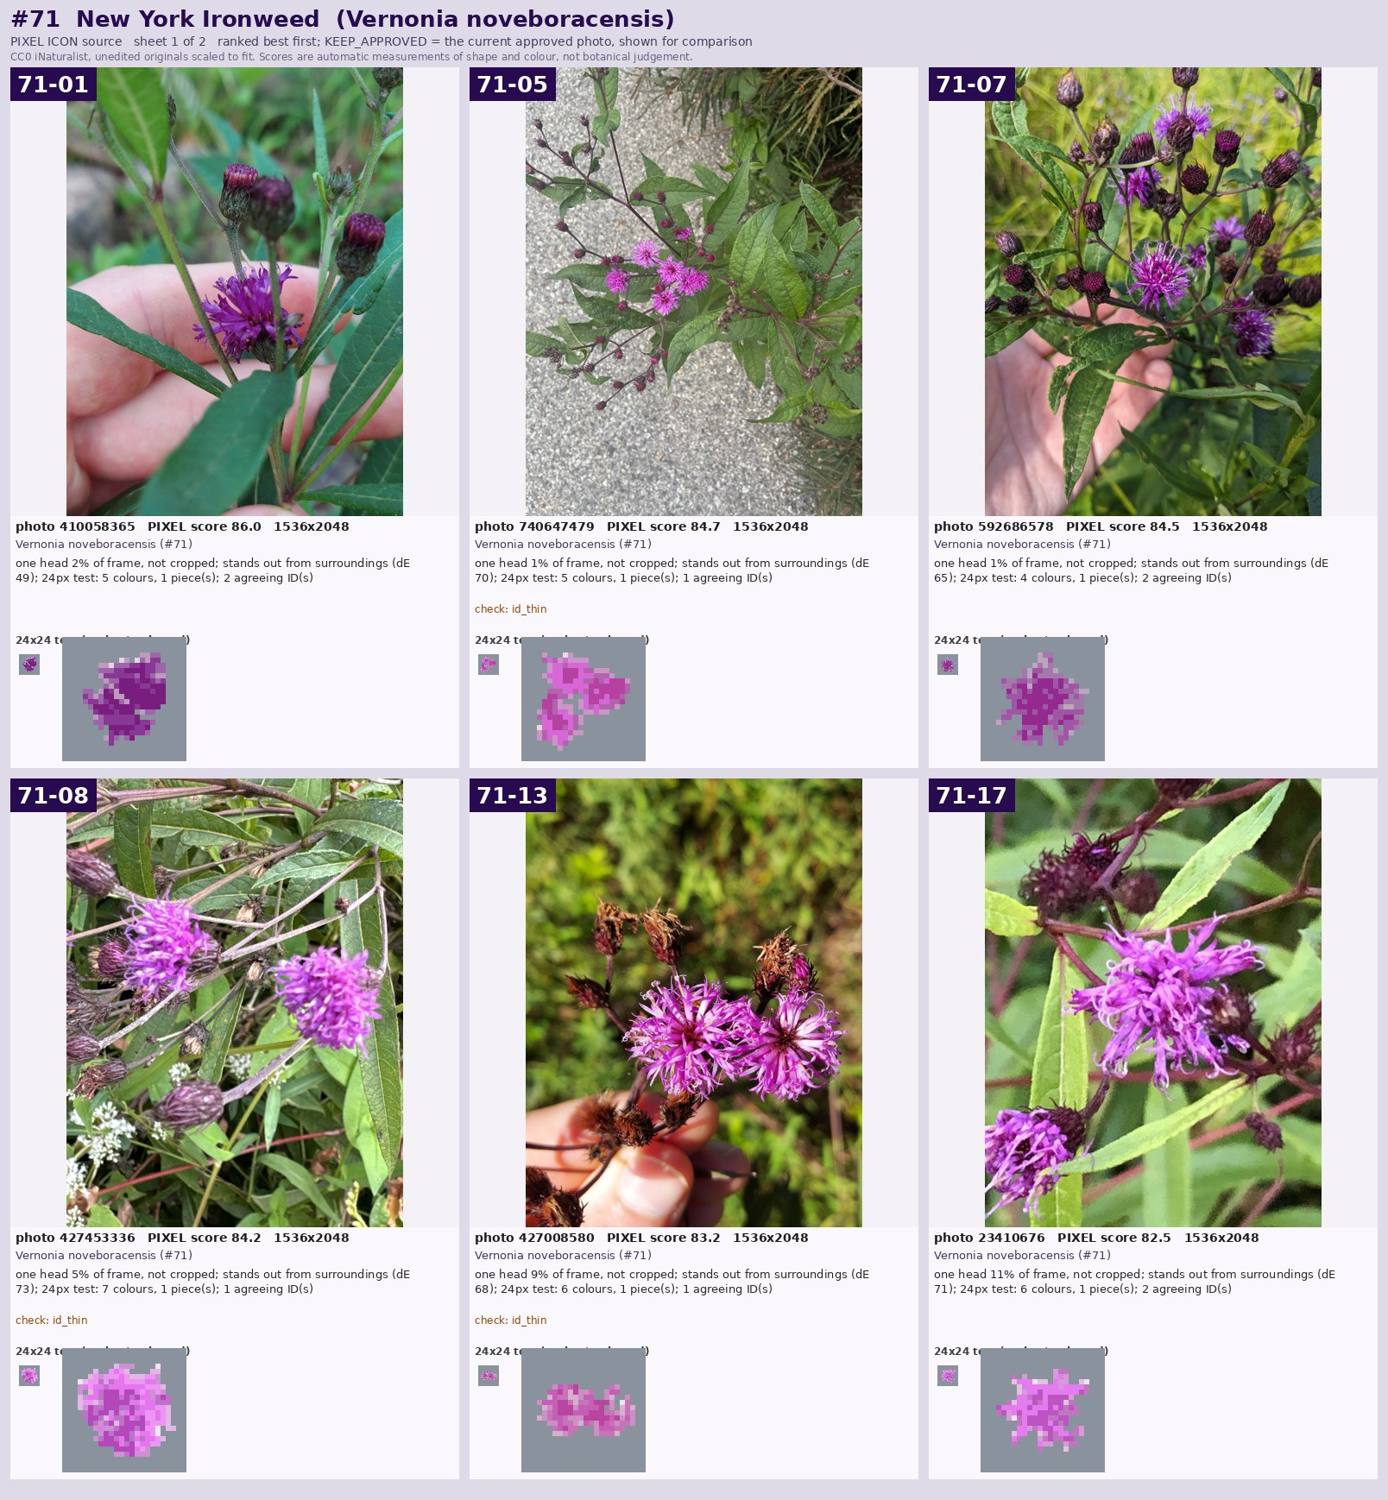 #71 New York Ironweed (Vernonia noveboracensis)
PIXEL ICON source sheet 1 of 2 ranked best first; KEEP_APPROVED = the current approved photo, shown for comparison
CC0 iNaturalist, unedited originals scaled to fit. Scores are automatic measurements of shape and colour, not botanical judgement.
71-01
photo 410058365 PIXEL score 86.0 1536x2048
Vernonia noveboracensis (#71)
one head 2% of frame, not cropped; stands out from surroundings (dE
49); 24px test: 5 colours, 1 piece(s); 2 agreeing ID(s)
24x24
71-05
photo 740647479 PIXEL score 84.7 1536x2048
Vernonia noveboracensis (#71)
one head 1% of frame, not cropped; stands out from surroundings (dE
70); 24px test: 5 colours, 1 piece(s); 1 agreeing ID(s)
check: id_thin
24x24
71-07
photo 592686578 PIXEL score 84.5 1536x2048
Vernonia noveboracensis (#71)
one head 1% of frame, not cropped; stands out from surroundings (dE
65); 24px test: 4 colours, 1 piece(s); 2 agreeing ID(s)
24x24
71-08
photo 427453336 PIXEL score 84.2 1536x2048
Vernonia noveboracensis (#71)
one head 5% of frame, not cropped; stands out from surroundings (dE
73); 24px test: 7 colours, 1 piece(s); 1 agreeing ID(s)
check: id_thin
24x24
71-13
photo 427008580 PIXEL score 83.2 1536x2048
Vernonia noveboracensis (#71)
one head 9% of frame, not cropped; stands out from surroundings (dE
68); 24px test: 6 colours, 1 piece(s); 1 agreeing ID(s)
check: id_thin
24x24
71-17
photo 23410676 PIXEL score 82.5 1536x2048
Vernonia noveboracensis (#71)
one head 11% of frame, not cropped; stands out from surroundings (dE
71); 24px test: 6 colours, 1 piece(s); 2 agreeing ID(s)
24x24